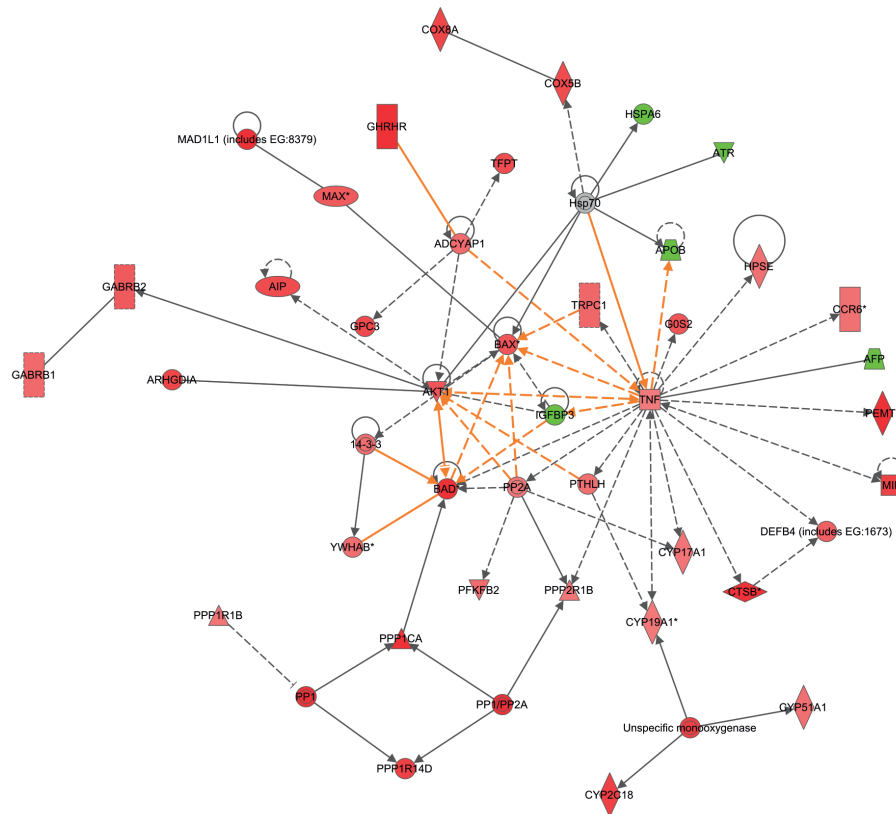 COX8A
COX5B
HSPA6
GHRHR
MAD1L1 (includes EG:8379)
ATR
TFPT
MAX*
Hsp70
ADCYAP1
APOB
HPSE
GABRB2
AIP
TRPC1
CCR6*
GPC3
G0S2
BAX*
AFP
GABRB1
ARHGDIA
AKT1
TNF
IGFBP3
PEMT
14-3-3
BAD
PP2A
PTHLH
MII
DEFB4 (includes EG:1673)
YWHAB*
CYP17A1
PFKFB2
PPP2R1B
CTSB*
PPP1R1B
CYP19A1*
PPP1CA
PP1
PP1/PP2A
CYP51A1
Unspecific monooxygenase
PPP1R14D
CYP2C18